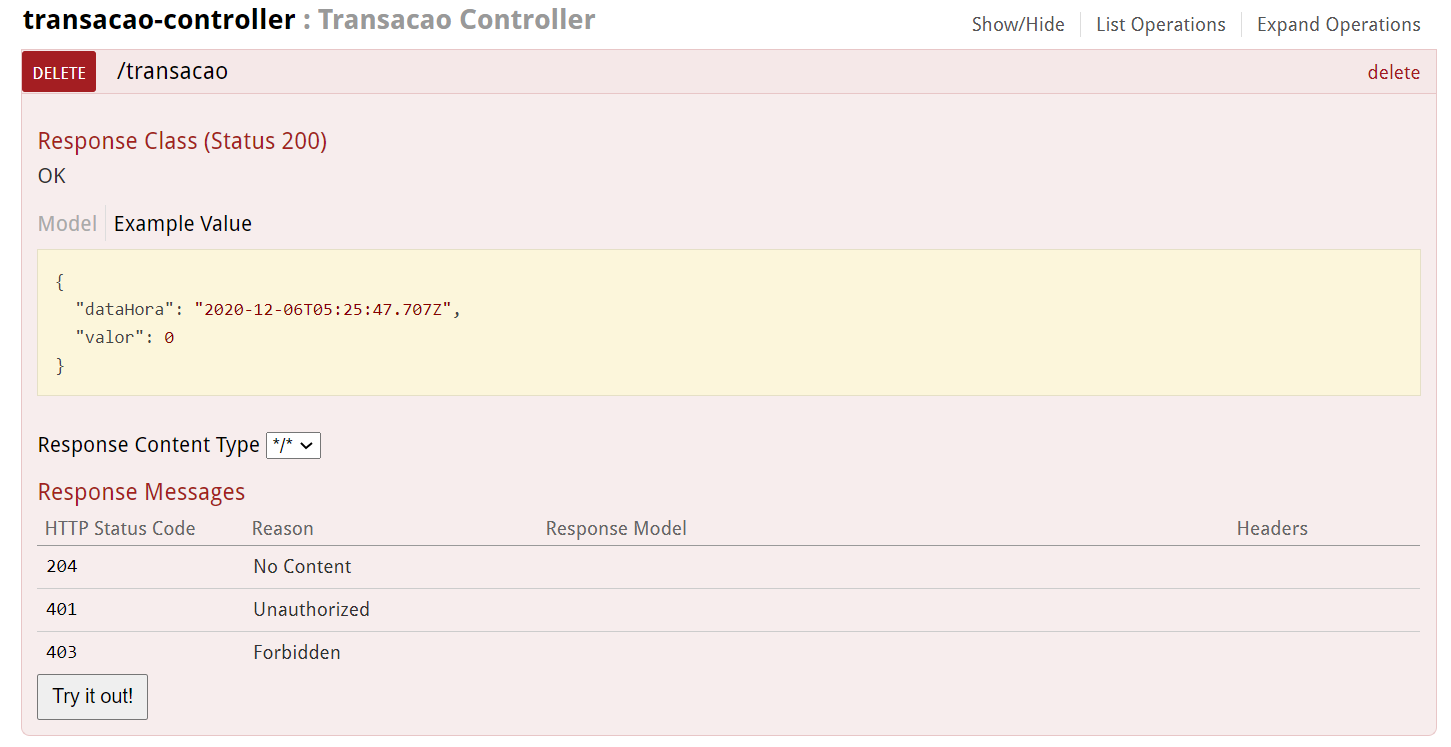 transacao-controller : Transacao Controller
Show/Hide List Operations Expand Operations
DELETE /transacao delete
Response Class (Status 200)
OK
Model Example Value
{
"dataHora": "2020-12-06T05:25:47.707Z",
"valor": 0
}
Response Content Type */*
Response Messages
HTTP Status Code Reason Response Model Headers
204 No Content
401 Unauthorized
403 Forbidden
Try it out!